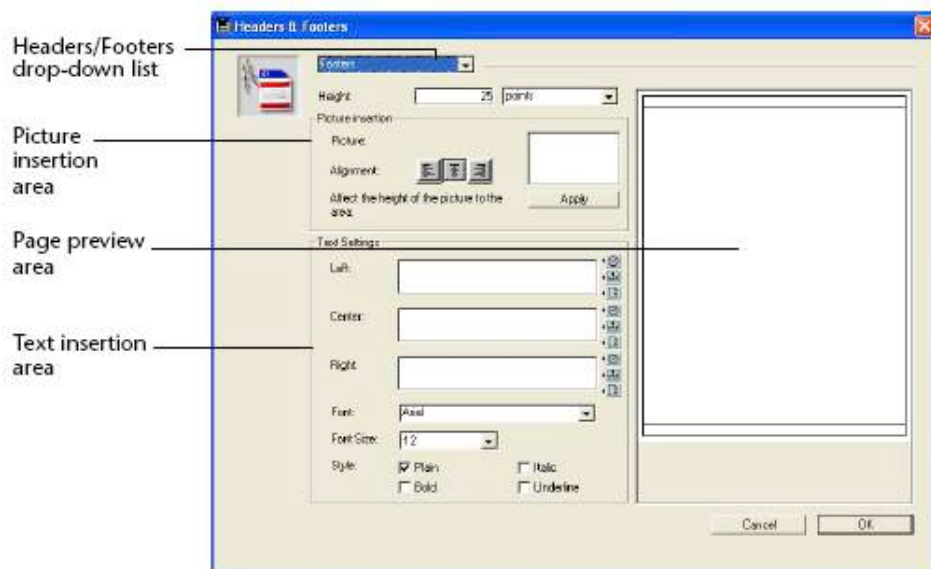 Headers & Footers
Headers/Footers
drop-down list
Footers
Height:
25
points
Picture insertion
Picture
insertion
area
Picture:
Alignment:
Affect the height of the picture to the
area:
Apply
Page preview
area
Text Settings
Left:
Center:
Text insertion
area
Right:
Font:
Arial
Font Size:
12
Style:
Plain
Italic
Bold
Underline
Cancel
OK